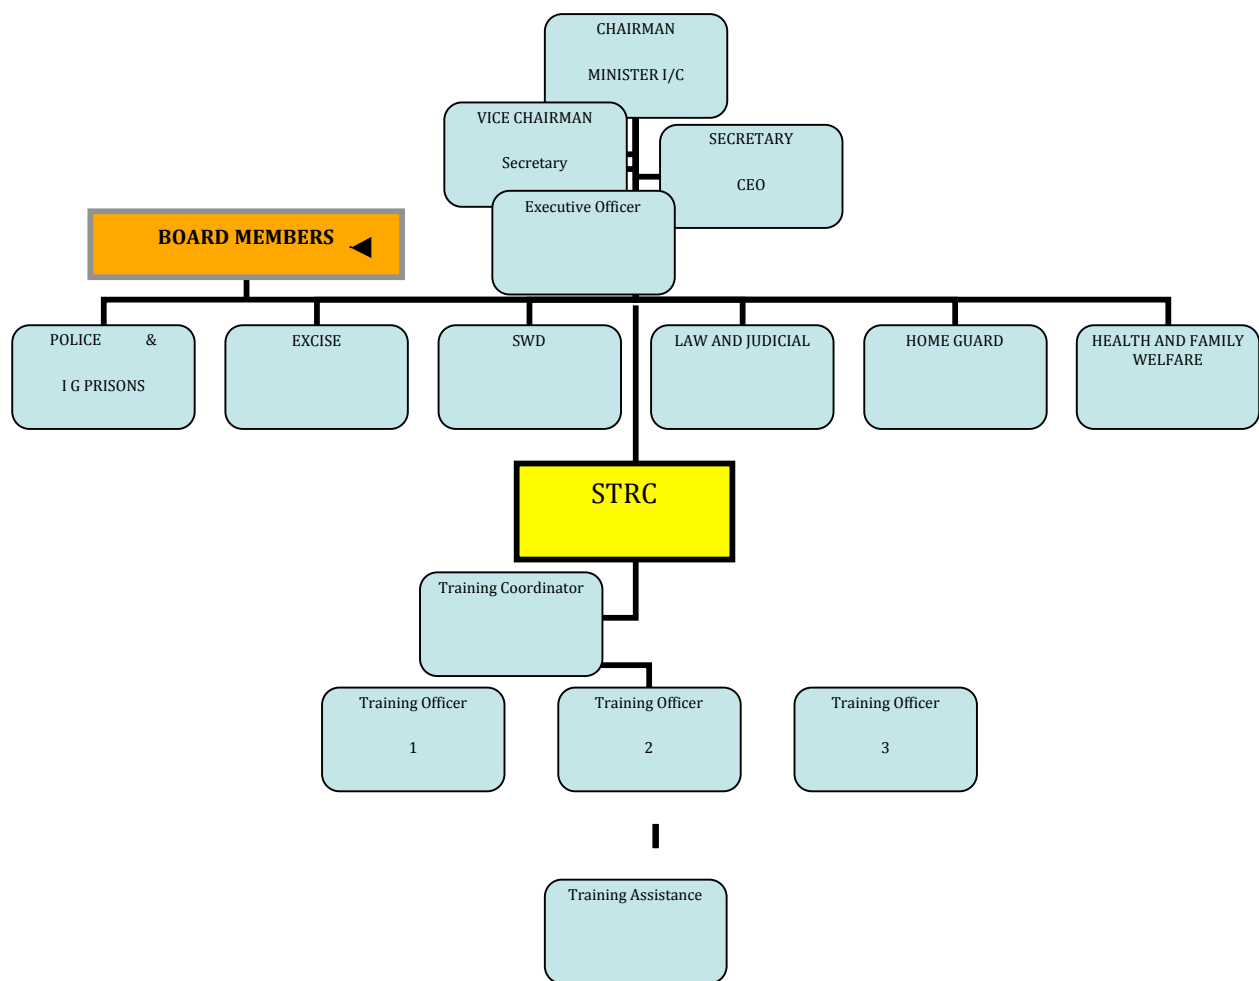 CHAIRMAN
MINISTER I/C
VICE CHAIRMAN
Secretary
SECRETARY
CEO
Executive Officer
BOARD MEMBERS
POLICE &
I G PRISONS
EXCISE
SWD
LAW AND JUDICIAL
HOME GUARD
HEALTH AND FAMILY
WELFARE
STRC
Training Coordinator
Training Officer
1
Training Officer
2
Training Officer
3
Training Assistance